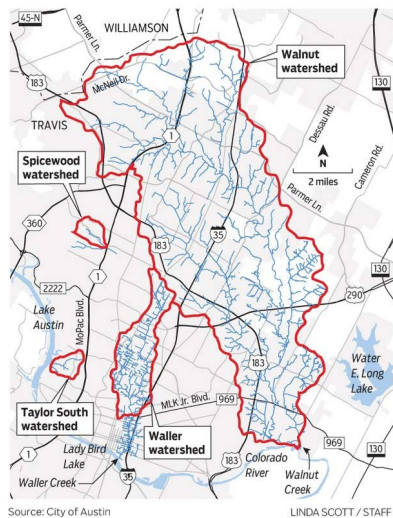 45-N
Parmer Ln.
WILLIAMSON
Walnut
watershed
183
McNeil Dr.
130
TRAVIS
1
Dessau Rd.
Cameron Rd.
N
2 miles
Spicewood
watershed
Parmer Ln.
360
35
183
1
130
2222
290
Lake
Austin
MoPac Blvd.
183
Water
E. Long
Lake
MLK Jr. Blvd.
969
Taylor South
watershed
Waller
watershed
969
1
Lady Bird
Lake
Colorado
River
130
Waller Creek
35
183
Walnut
Creek
Source: City of Austin
LINDA SCOTT / STAFF